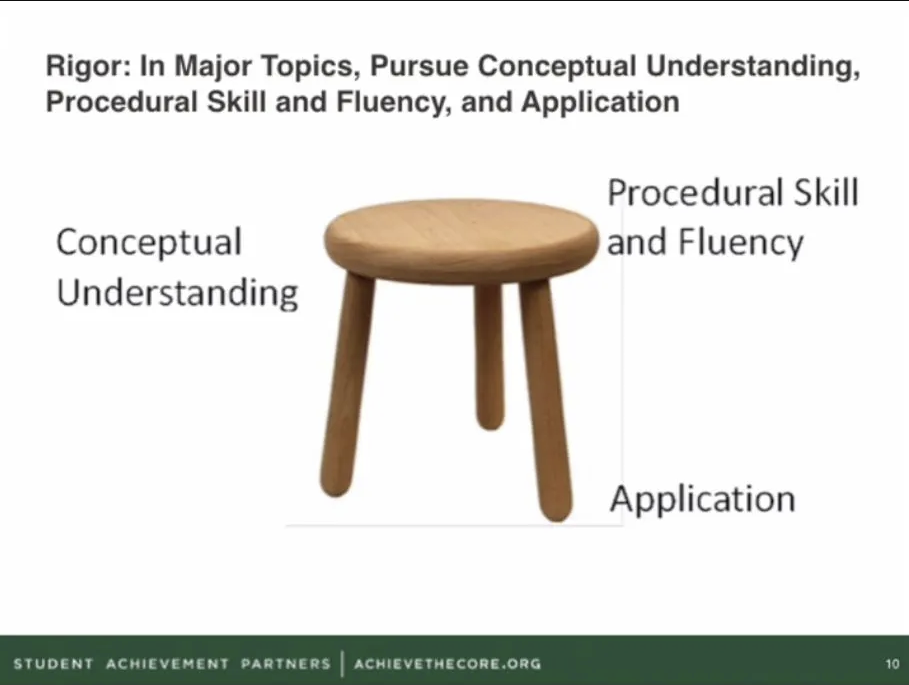 Rigor: In Major Topics, Pursue Conceptual Understanding,
Procedural Skill and Fluency, and Application
Conceptual
Understanding
Procedural Skill
and Fluency
Application
STUDENT ACHIEVEMENT PARTNERS | ACHIEVETHECORE.ORG
10